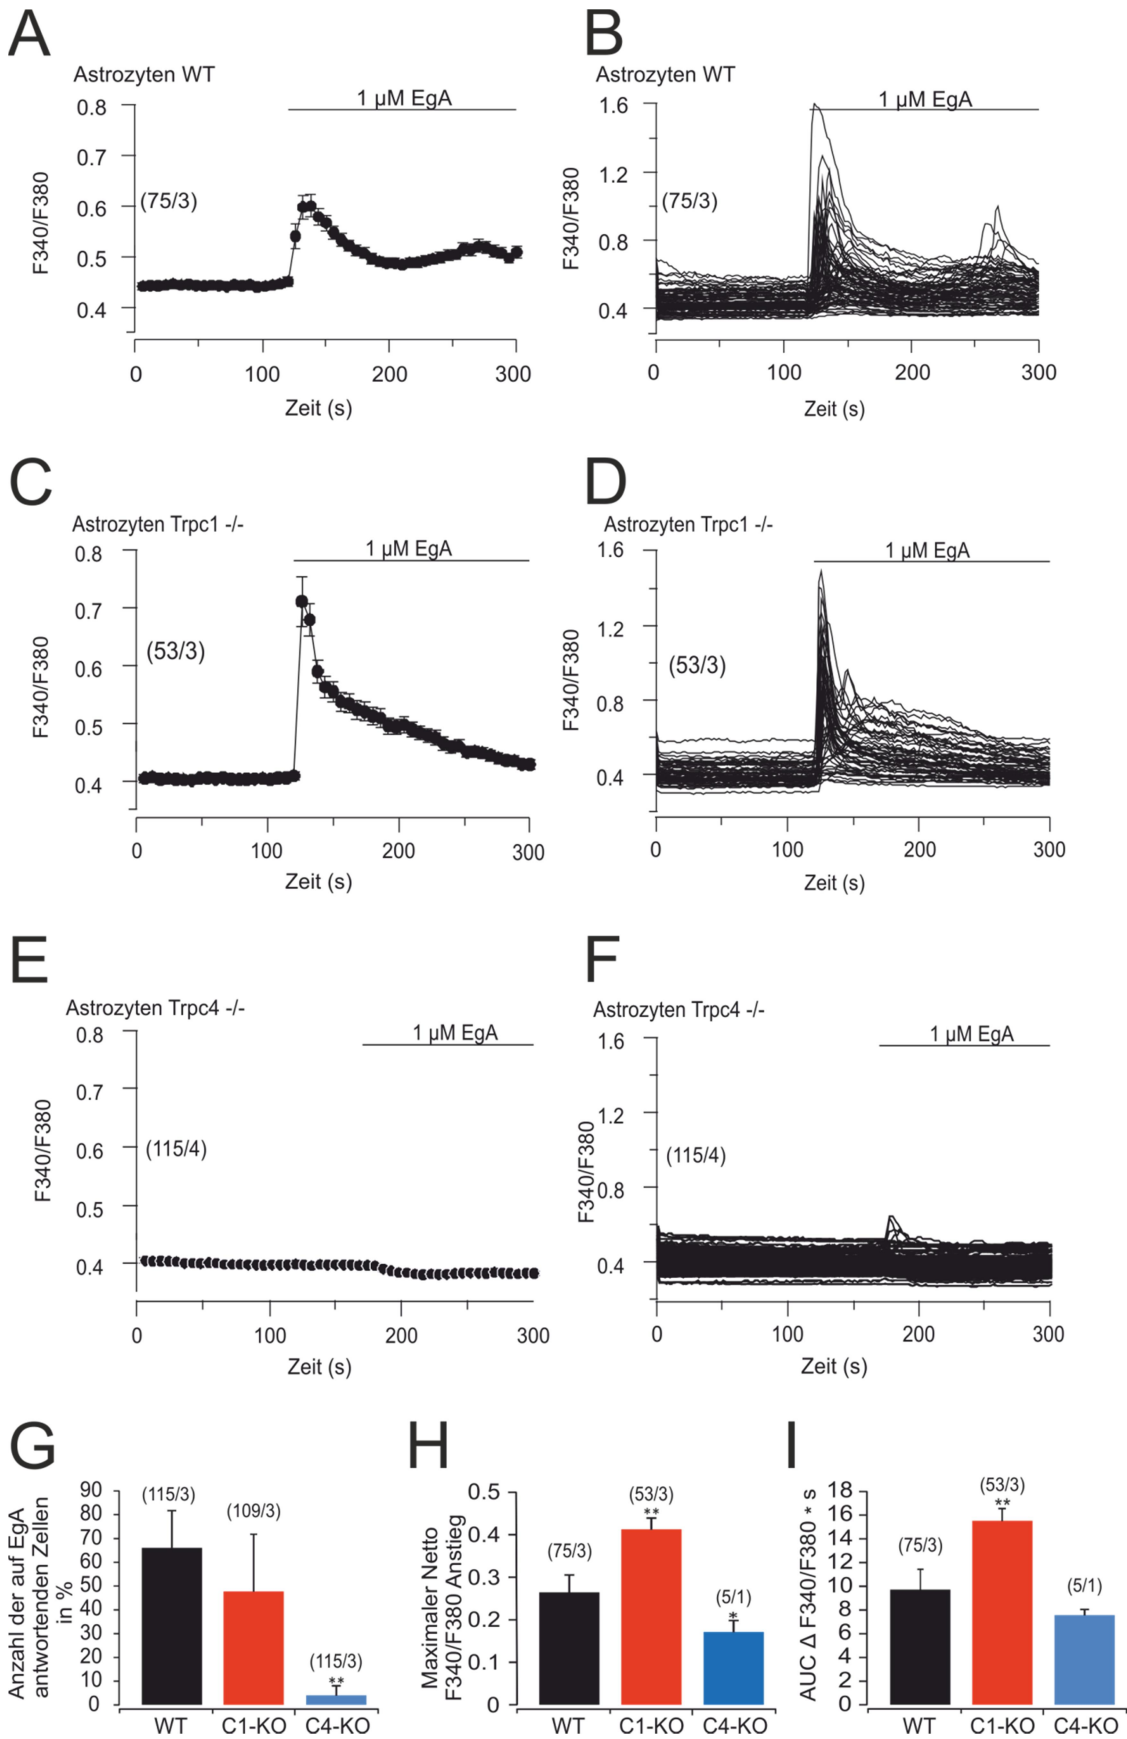 A
Astrozyten WT
1 µM EgA
0.8
0.7
0.6
0.5
0.4
F340/F380
(75/3)
0 100 200 300
Zeit (s)
B
Astrozyten WT
1 µM EgA
1.6
1.2
0.8
0.4
F340/F380
(75/3)
0 100 200 300
Zeit (s)
C
Astrozyten Trpc1 -/-
1 µM EgA
0.8
0.7
0.6
0.5
0.4
F340/F380
(53/3)
0 100 200 300
Zeit (s)
D
Astrozyten Trpc1 -/-
1 µM EgA
1.6
1.2
0.8
0.4
F340/F380
(53/3)
0 100 200 300
Zeit (s)
E
Astrozyten Trpc4 -/-
1 µM EgA
0.8
0.7
0.6
0.5
0.4
F340/F380
(115/4)
0 100 200 300
Zeit (s)
F
Astrozyten Trpc4 -/-
1 µM EgA
1.6
1.2
0.8
0.4
F340/F380
(115/4)
0 100 200 300
Zeit (s)
G
Anzahl der auf EgA
antwortenden Zellen
in %
90
80
70
60
50
40
30
20
10
0
(115/3)
(109/3)
(115/3)
**
WT C1-KO C4-KO
H
Maximaler Netto
F340/F380 Anstieg
0.5
0.4
0.3
0.2
0.1
0
(75/3)
(53/3)
**
(5/1)
*
WT C1-KO C4-KO
I
AUC Δ F340/F380 * s
18
16
14
12
10
8
6
4
2
0
(75/3)
(53/3)
**
(5/1)
WT C1-KO C4-KO